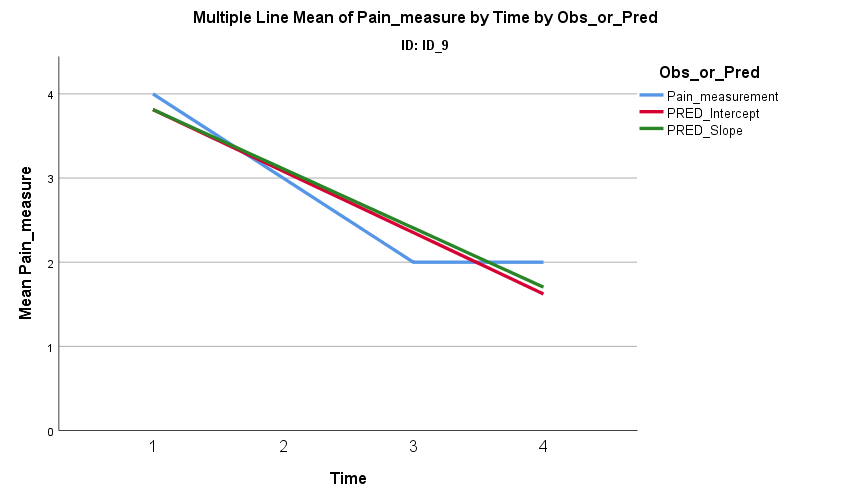 Multiple Line Mean of Pain_measure by Time by Obs_or_Pred
ID: ID_9
Obs_or_Pred
Pain_measurement
PRED_Intercept
PRED_Slope
Mean Pain_measure
4
3
2
1
0
1 2 3 4
Time